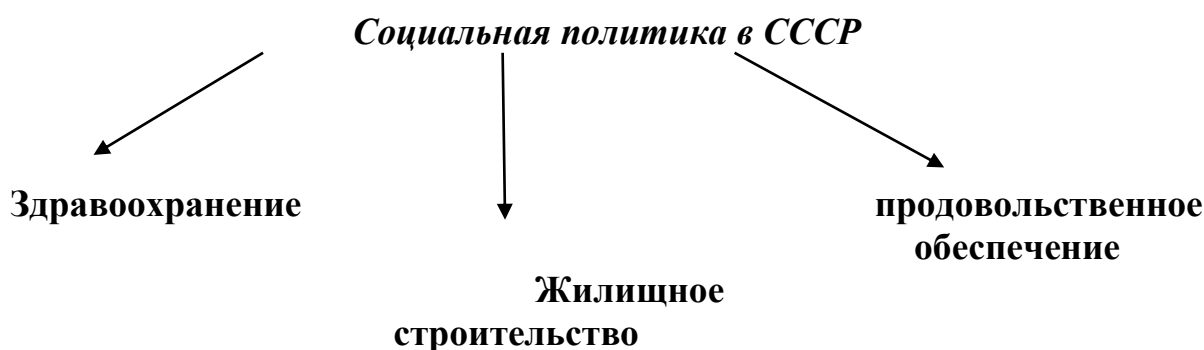 Социальная политика в СССР
Здравоохранение
продовольственное
обеспечение
Жилищное
строительство